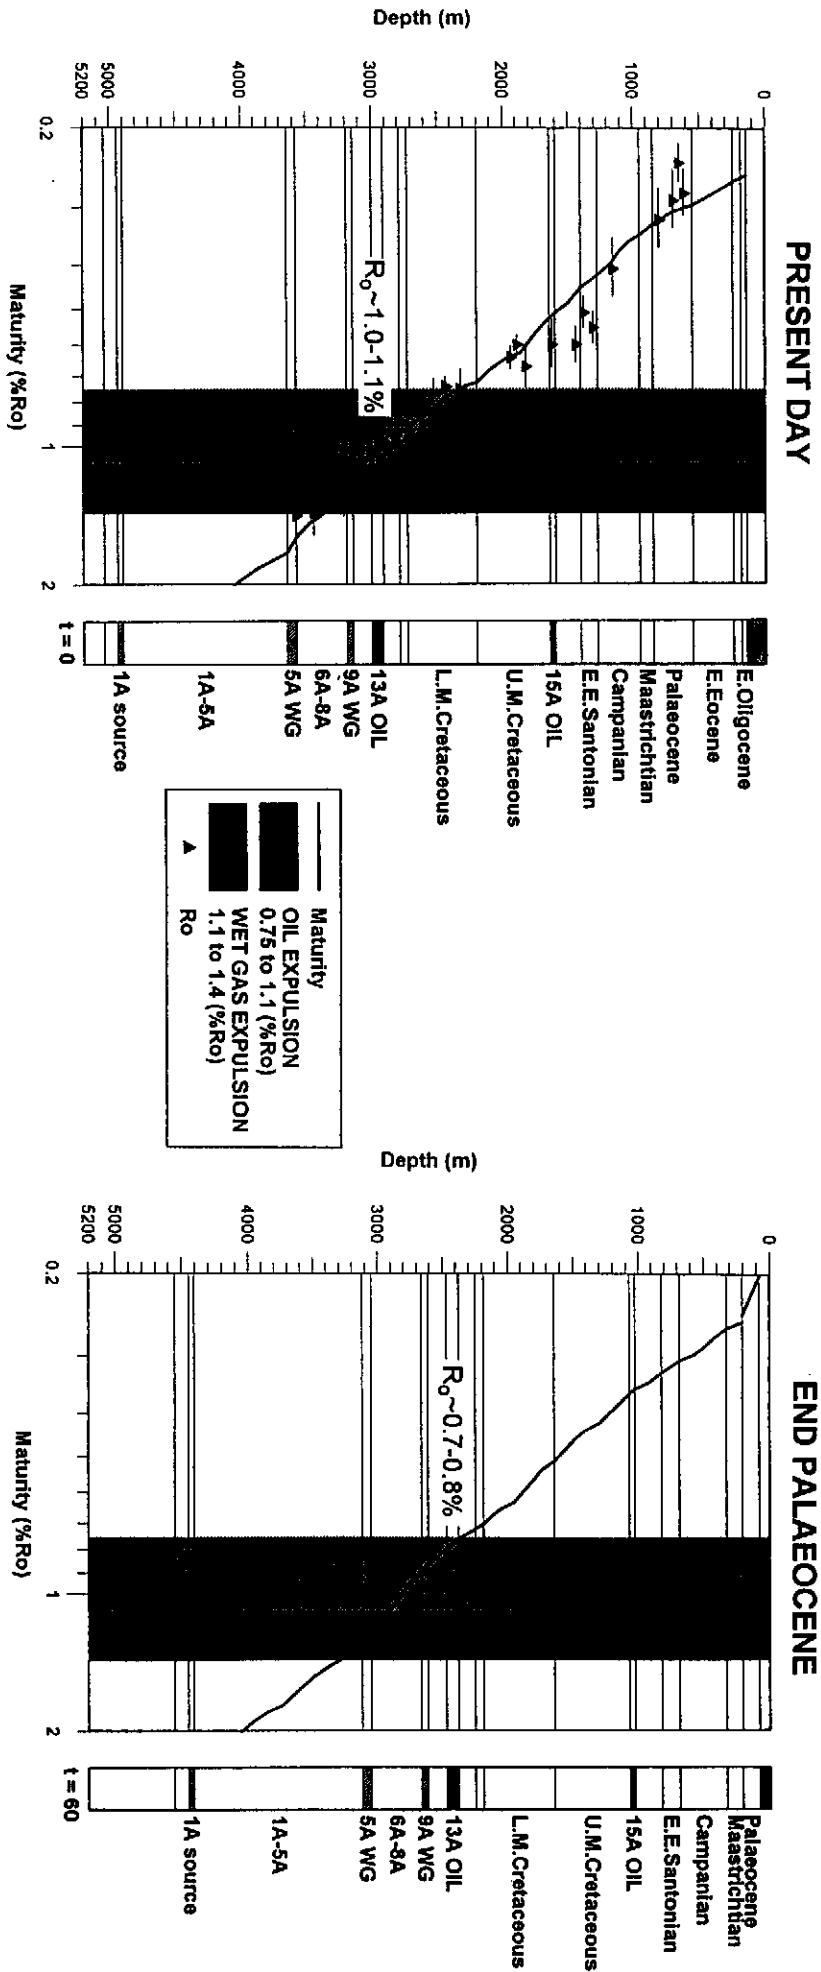 PRESENT DAY
Depth (m)
0
1000
2000
3000
4000
5000
5200
0.2
1
2
Maturity (%Ro)
Ro~1.0-1.1%
t = 0
E.Oligocene
E.Eocene
Palaeocene
Maastrichtian
Campanian
E.E.Santonian
15A OIL
U.M.Cretaceous
L.M.Cretaceous
13A OIL
9A WG
6A-8A
5A WG
1A-5A
1A source
Maturity
OIL EXPULSION
0.75 to 1.1 (%Ro)
WET GAS EXPULSION
1.1 to 1.4 (%Ro)
Ro
END PALAEOCENE
Depth (m)
0
1000
2000
3000
4000
5000
5200
0.2
1
2
Maturity (%Ro)
Ro~0.7-0.8%
t = 60
Palaeocene
Maastrichtian
Campanian
E.E.Santonian
15A OIL
U.M.Cretaceous
L.M.Cretaceous
13A OIL
9A WG
6A-8A
5A WG
1A-5A
1A source